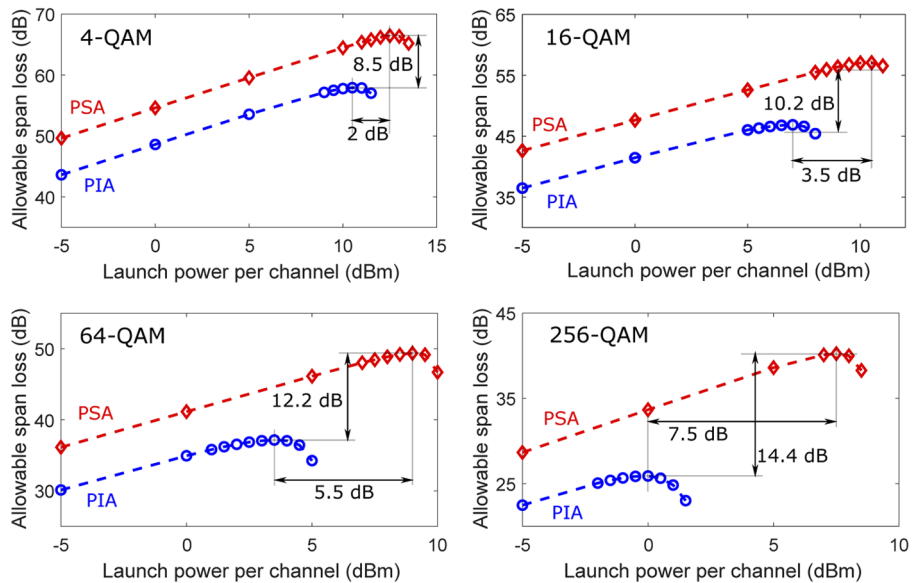 70
60
50
40
Allowable span loss (dB)
4-QAM
PSA
PIA
8.5 dB
2 dB
-5 0 5 10 15
Launch power per channel (dBm)
65
55
45
35
Allowable span loss (dB)
16-QAM
PSA
PIA
10.2 dB
3.5 dB
-5 0 5 10
Launch power per channel (dBm)
50
40
30
Allowable span loss (dB)
64-QAM
PSA
PIA
12.2 dB
5.5 dB
-5 0 5 10
Launch power per channel (dBm)
45
35
25
Allowable span loss (dB)
256-QAM
PSA
PIA
7.5 dB
14.4 dB
-5 0 5 10
Launch power per channel (dBm)